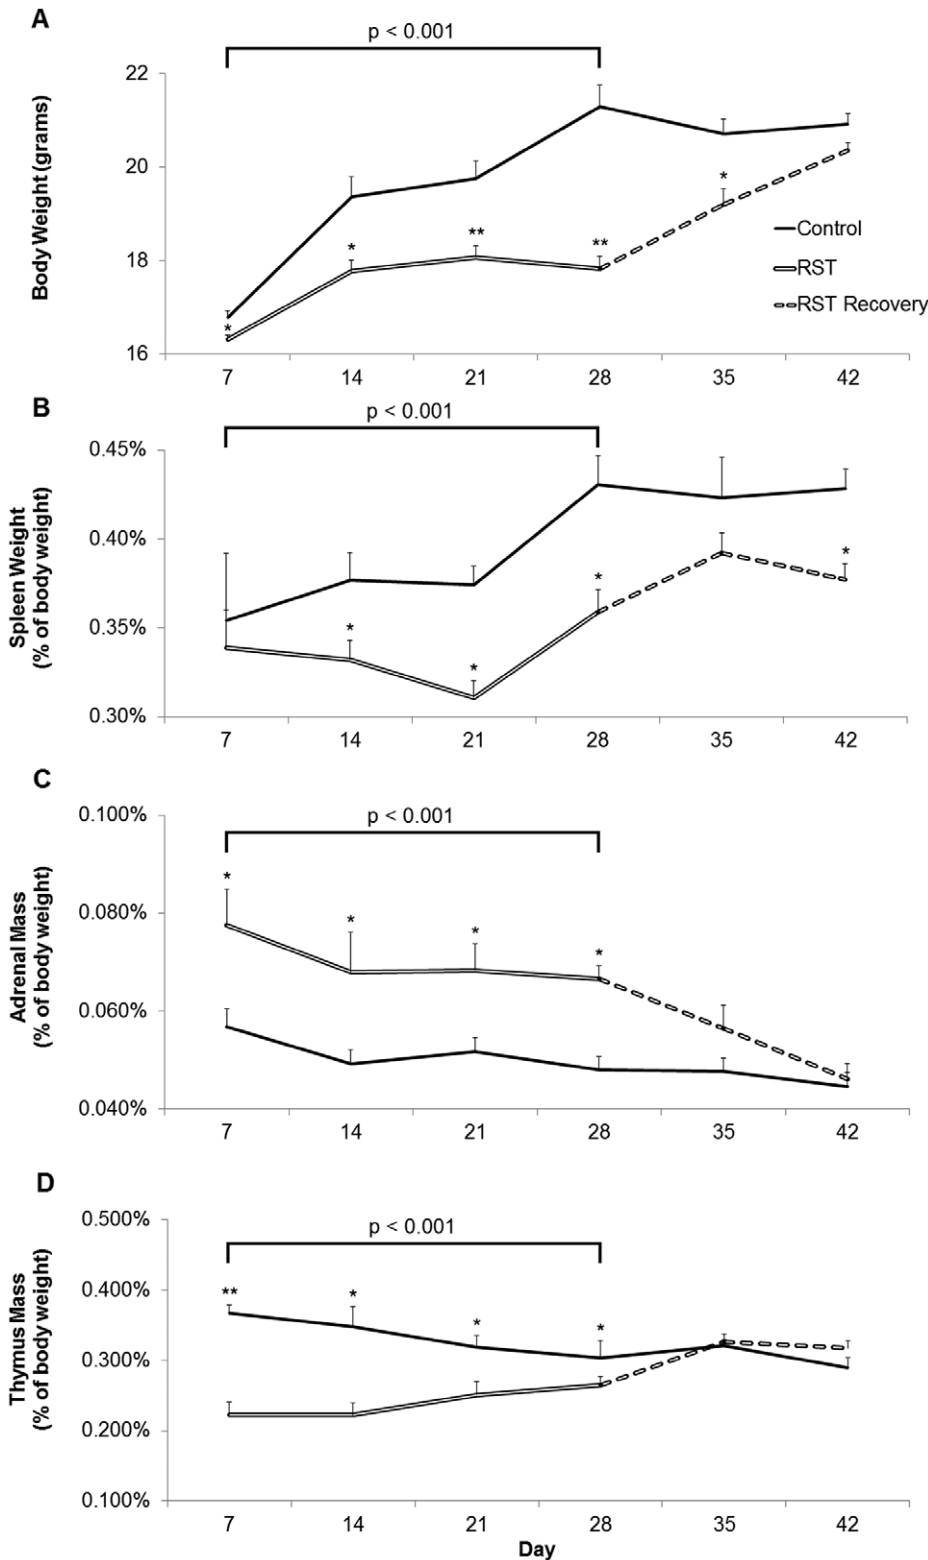 A
p < 0.001
22
20
18
16
Body Weight (grams)
*
*
**
**
*
Control
RST
RST Recovery
7 14 21 28 35 42
B
p < 0.001
0.45%
0.40%
0.35%
0.30%
Spleen Weight
(% of body weight)
*
*
*
*
7 14 21 28 35 42
C
p < 0.001
0.100%
0.080%
0.060%
0.040%
Adrenal Mass
(% of body weight)
*
*
*
*
7 14 21 28 35 42
D
p < 0.001
0.500%
0.400%
0.300%
0.200%
0.100%
Thymus Mass
(% of body weight)
**
*
*
*
7 14 21 28 35 42
Day